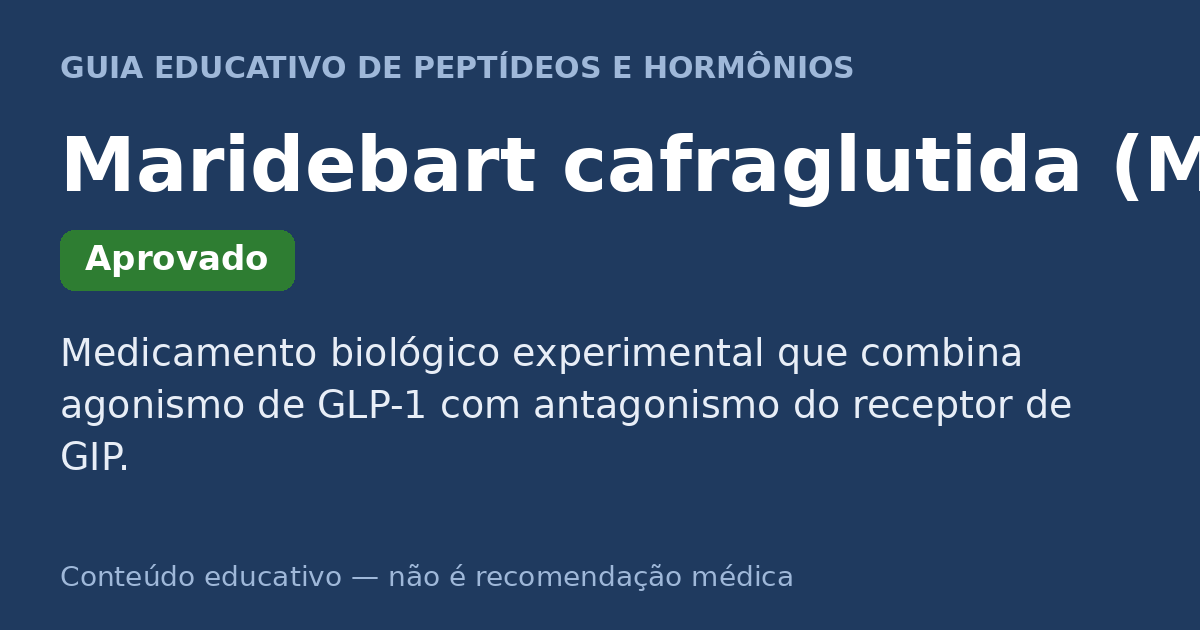 GUIA EDUCATIVO DE PEPTÍDEOS E HORMÔNIOS
Maridebart cafraglutida (M
Aprovado
Medicamento biológico experimental que combina
agonismo de GLP-1 com antagonismo do receptor de
GIP.
Conteúdo educativo — não é recomendação médica